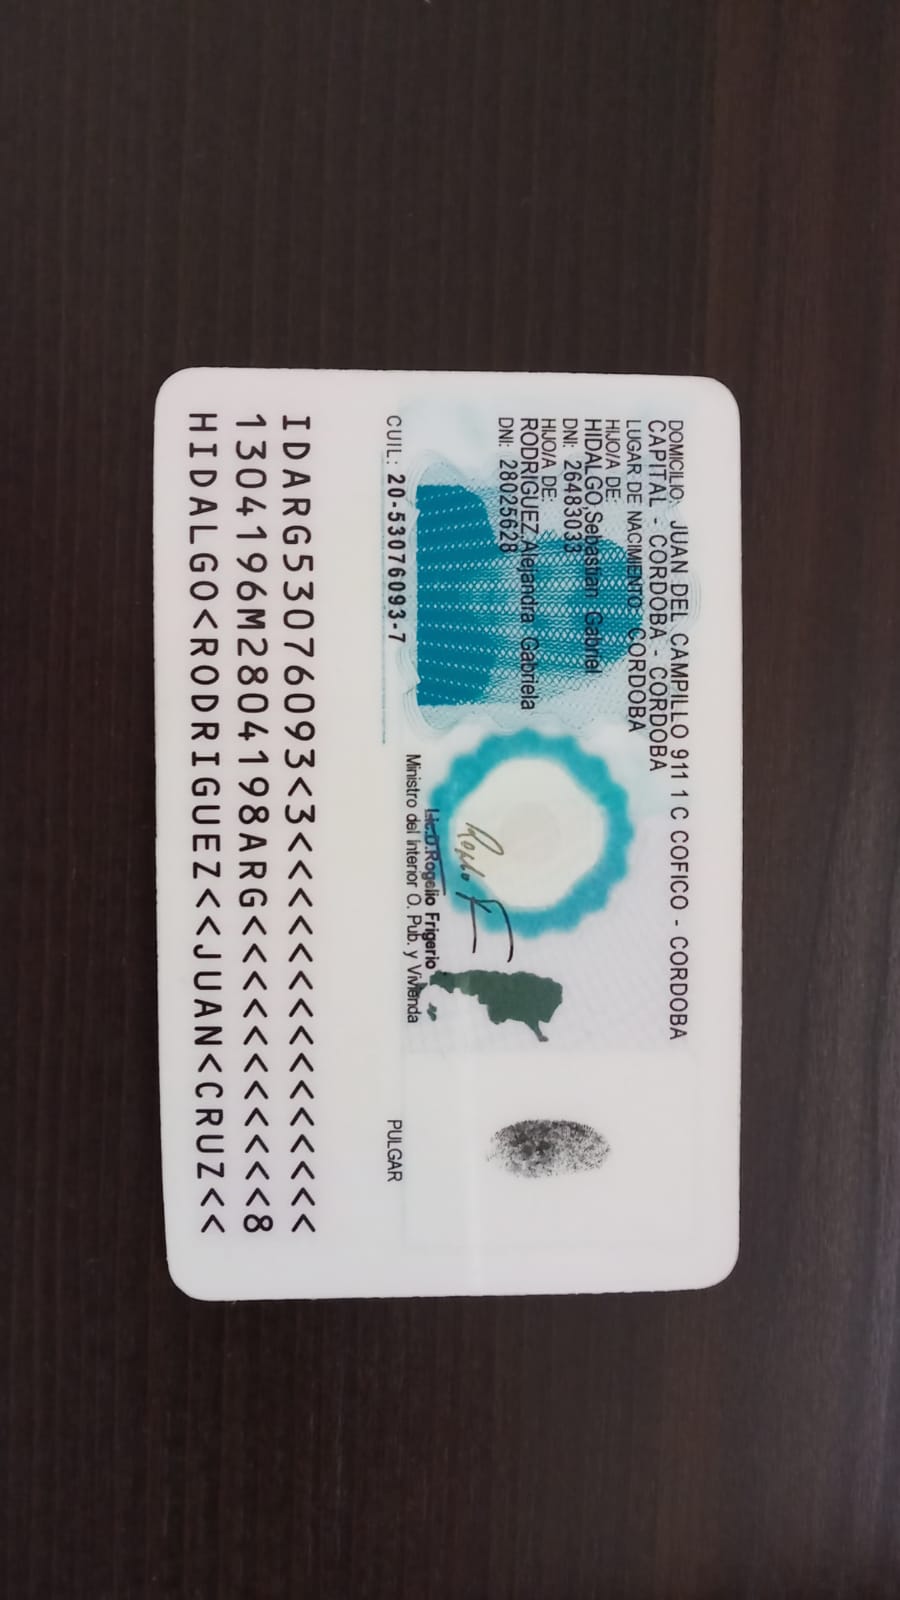 DOMICILIO: JUAN DEL CAMPILLO 911 1 C COFICO - CORDOBA
CAPITAL - CORDOBA - CORDOBA
LUGAR DE NACIMIENTO: CORDOBA
HIJO/A DE:
HIDALGO,Sebastian Gabriel
DNI: 26483033
HIJO/A DE:
RODRIGUEZ,Alejandra Gabriela
DNI: 28025628
Lic.D.Rogelio Frigerio
Ministro del Interior O. Pub. y Vivienda
CUIL: 20-53076093-7
PULGAR
IDARG53076093<3<<<<<<<<<<<<<<<
1304196M2804198ARG<<<<<<<<<<<8
HIDALGO<RODRIGUEZ<<JUAN<CRUZ<<